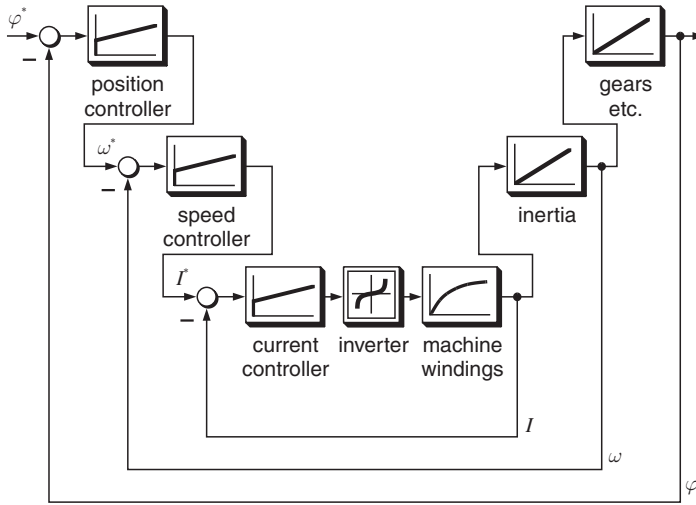 φ*
−
position
controller
gears
etc.
ω*
−
speed
controller
inertia
I*
−
current
controller
inverter
machine
windings
I
ω
φ